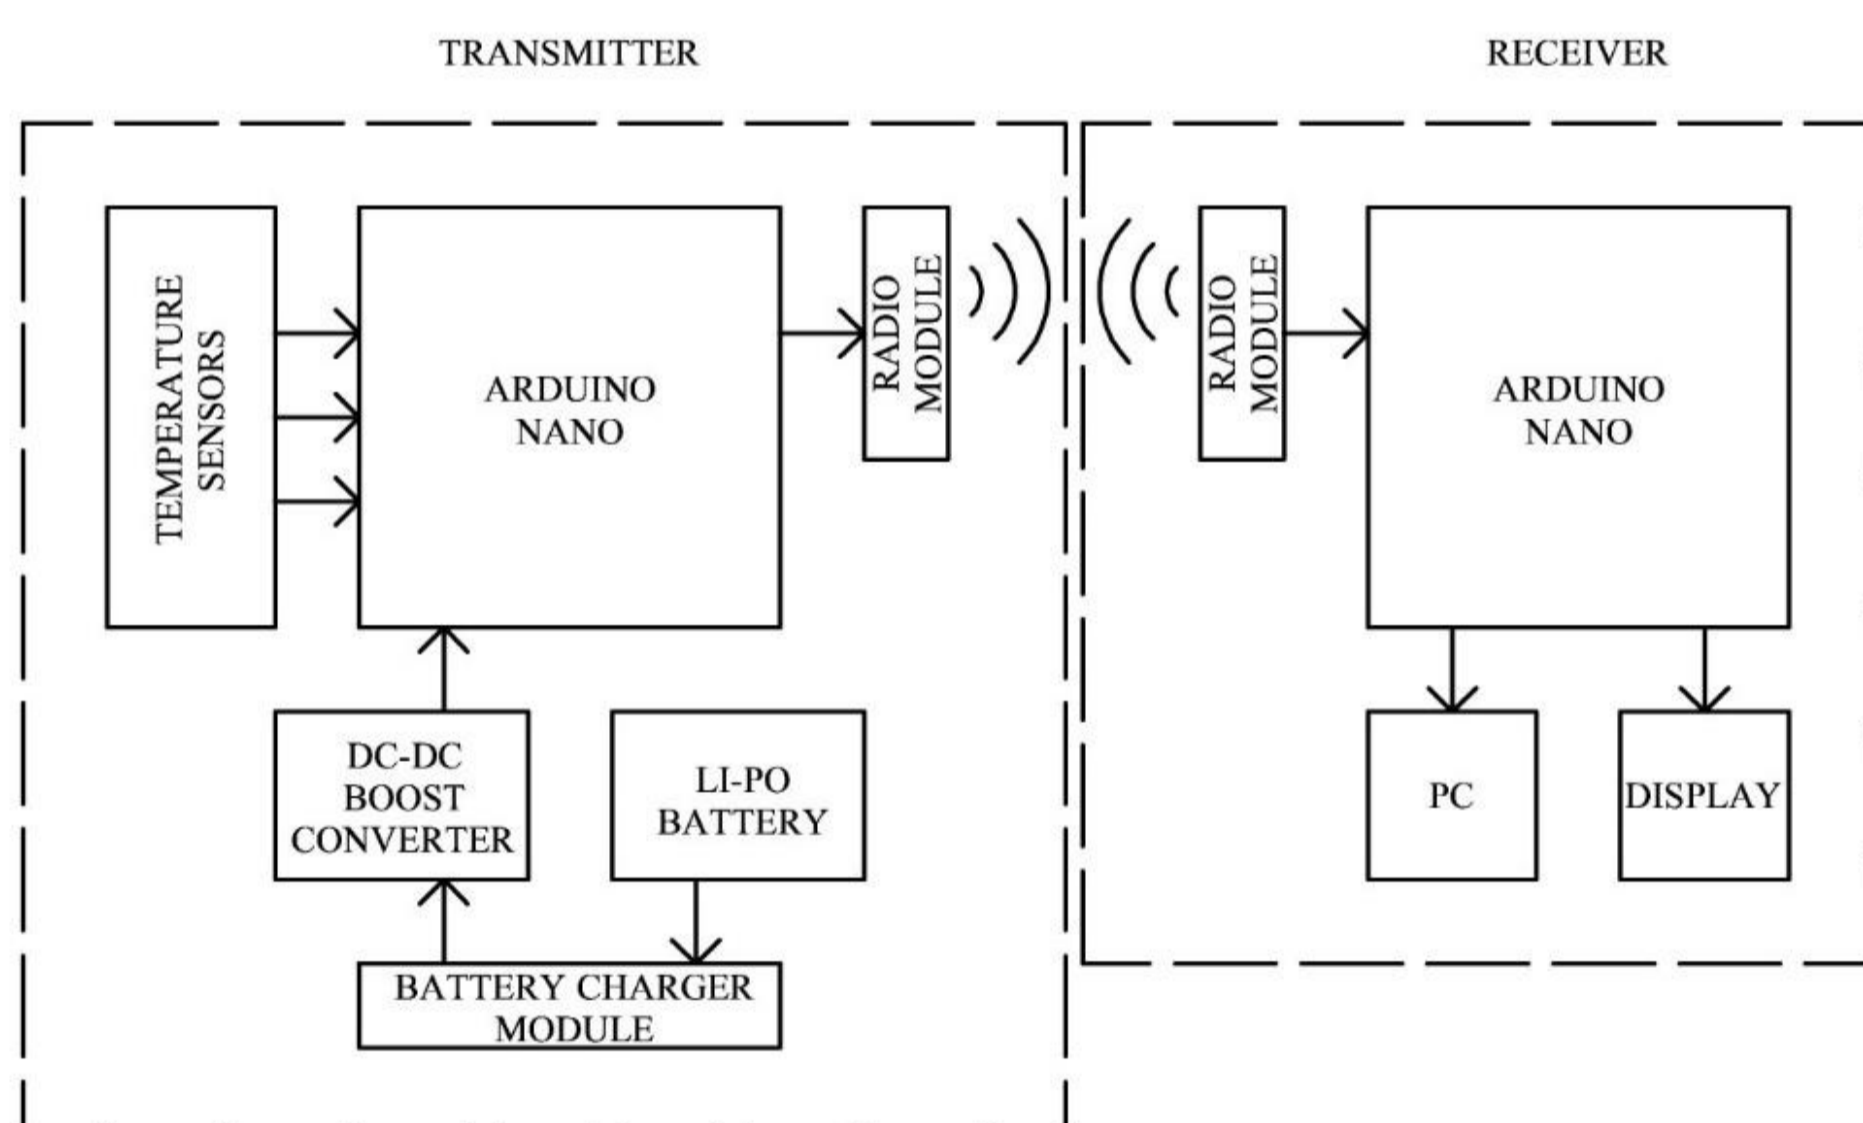 TRANSMITTER
RECEIVER
TEMPERATURE
SENSORS
ARDUINO
NANO
RADIO
MODULE
RADIO
MODULE
ARDUINO
NANO
DC-DC
BOOST
CONVERTER
LI-PO
BATTERY
PC
DISPLAY
BATTERY CHARGER
MODULE